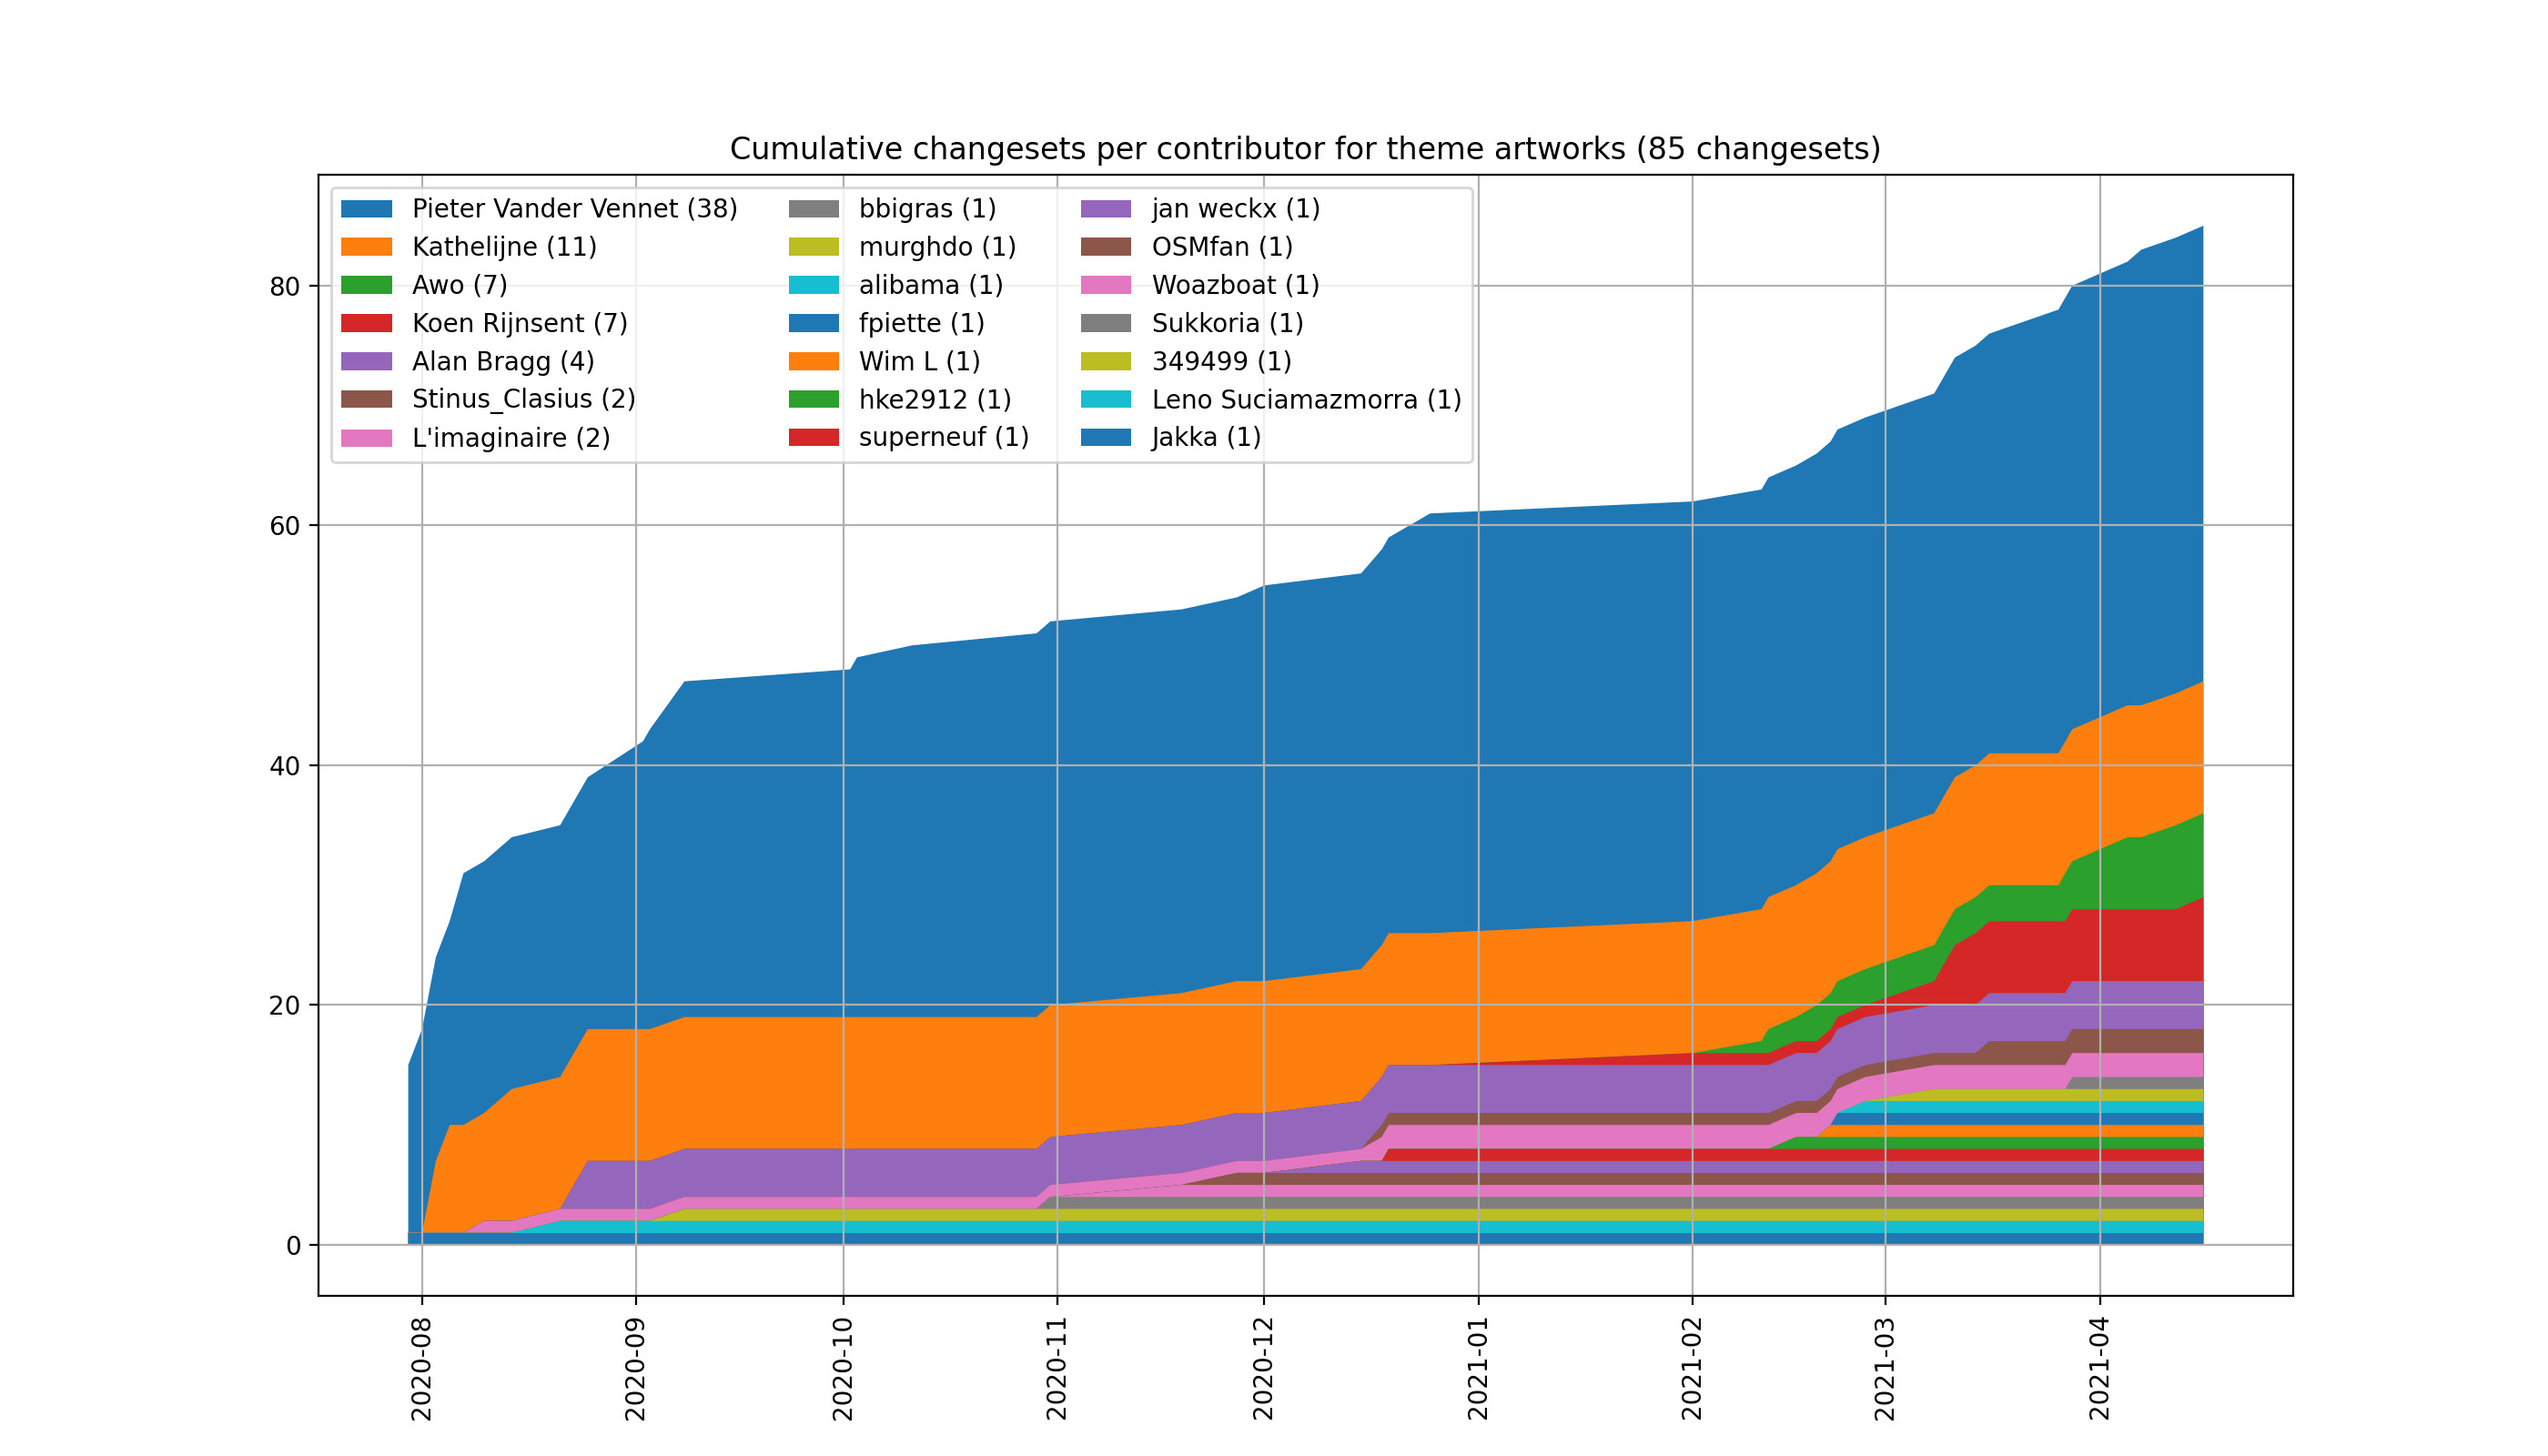 Cumulative changesets per contributor for theme artworks (85 changesets)
Pieter Vander Vennet (38)
Kathelijne (11)
Awo (7)
Koen Rijnsent (7)
Alan Bragg (4)
Stinus_Clasius (2)
L'imaginaire (2)
bbigras (1)
murghdo (1)
alibama (1)
fpiette (1)
Wim L (1)
hke2912 (1)
superneuf (1)
jan weckx (1)
OSMfan (1)
Woazboat (1)
Sukkoria (1)
349499 (1)
Leno Suciamazmorra (1)
Jakka (1)
80
60
40
20
0
2020-08
2020-09
2020-10
2020-11
2020-12
2021-01
2021-02
2021-03
2021-04